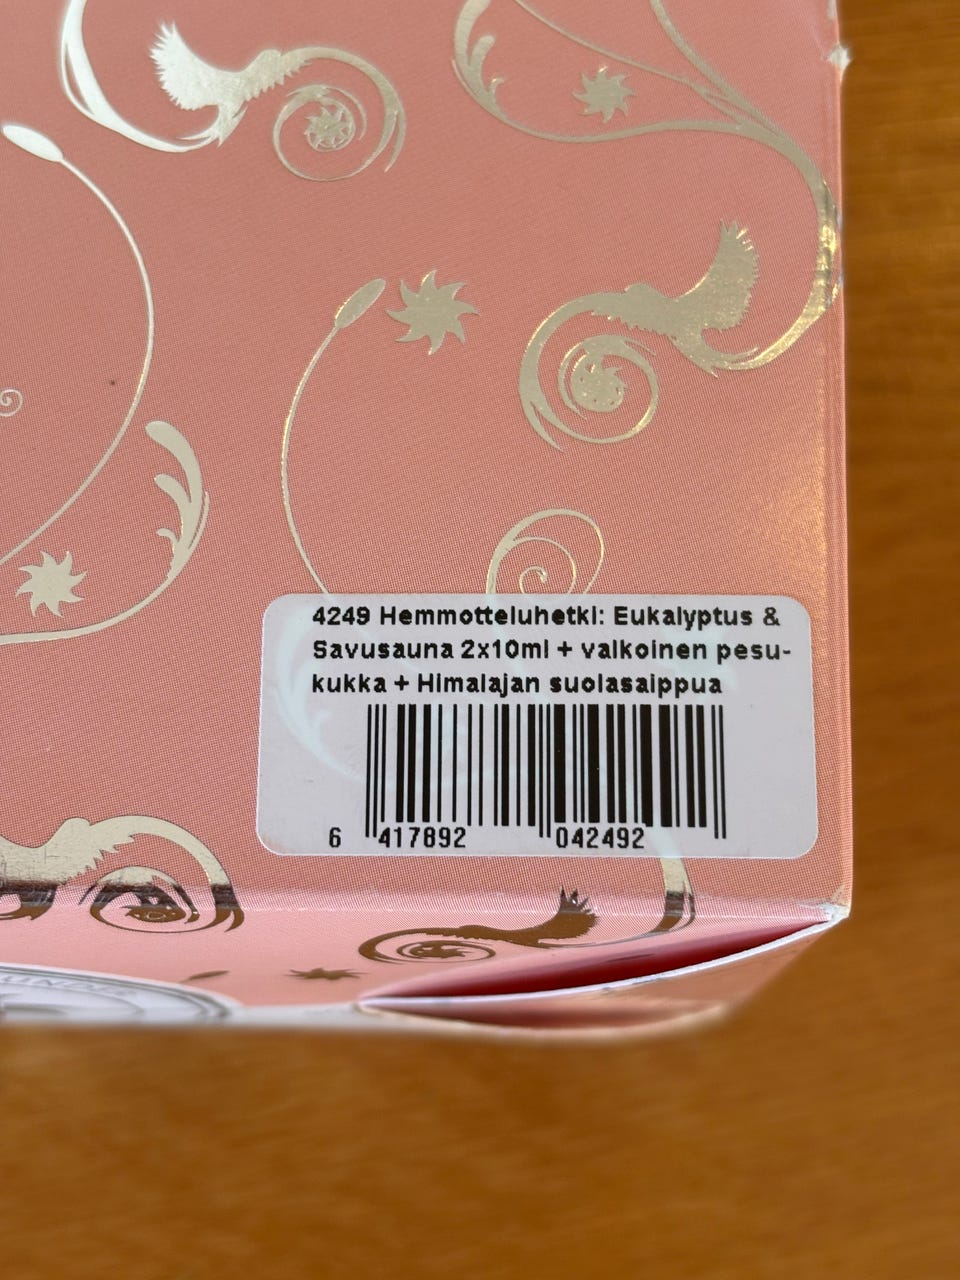 4249 Hemmotteluhetki: Eukalyptus &
Savusauna 2x10ml + valkoinen pesu-
kukka + Himalajan suolasaippua
6 417892 042492